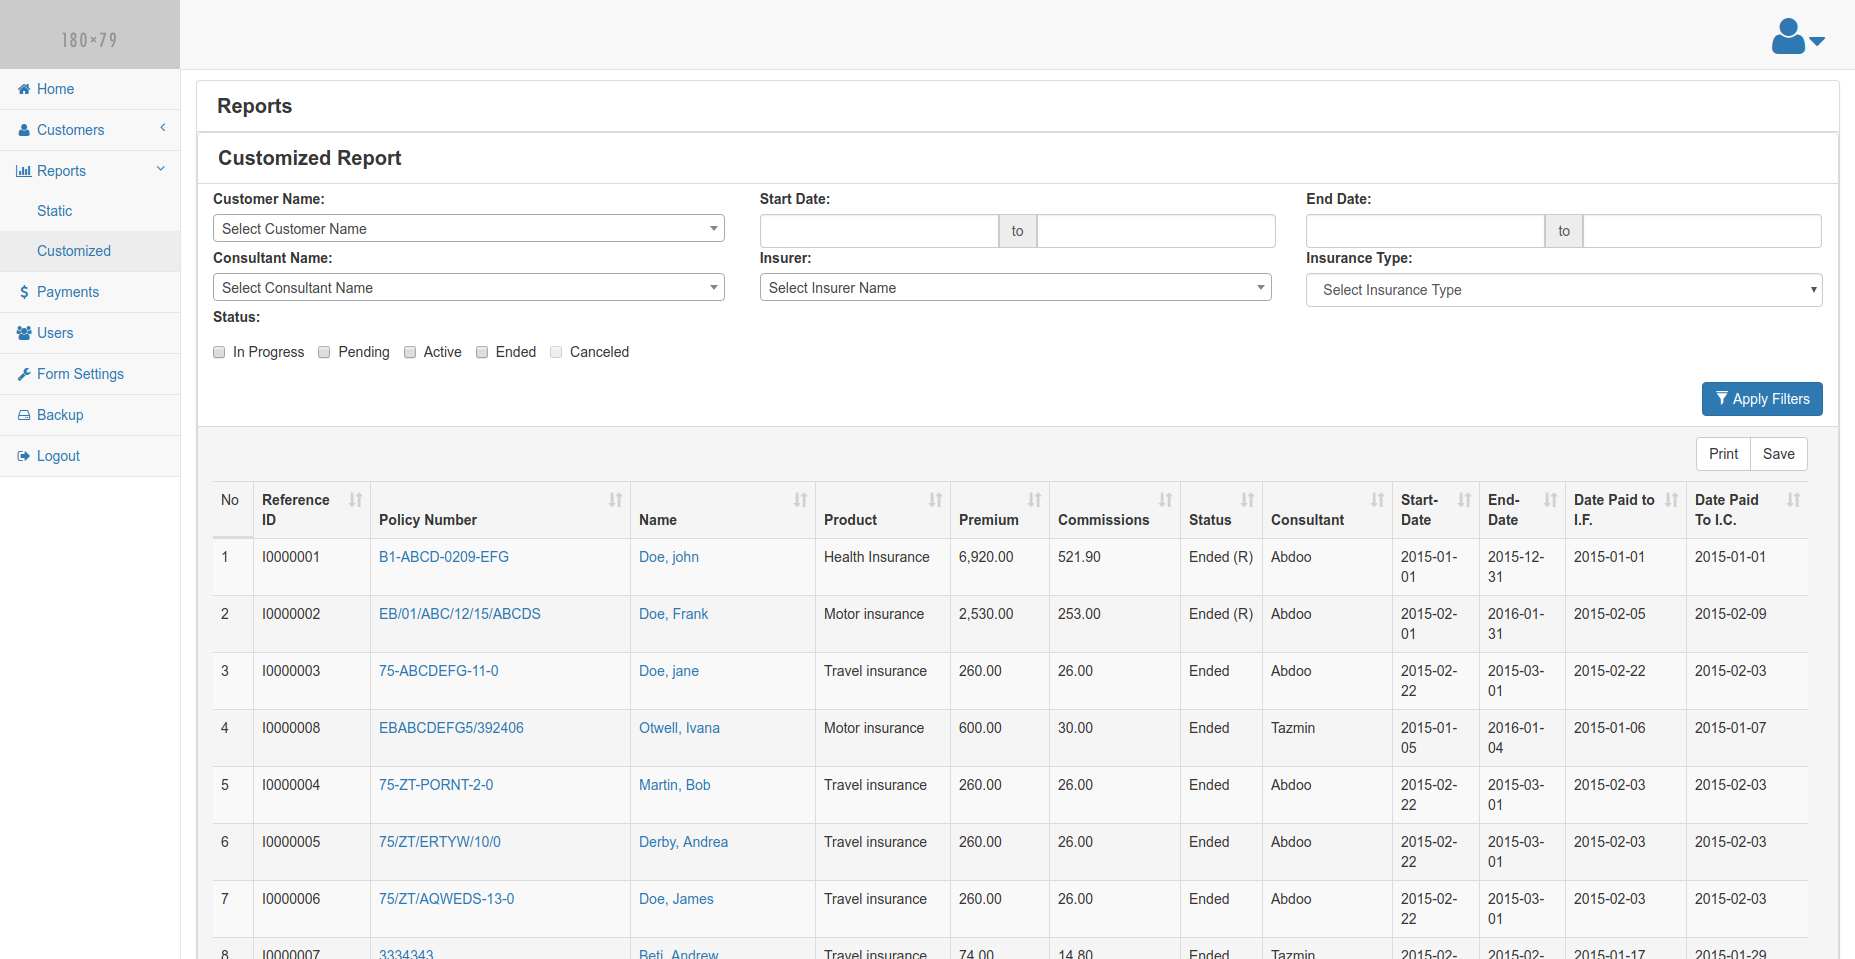 180×79
Home
Customers
Reports
Static
Customized
Payments
Users
Form Settings
Backup
Logout
Reports
Customized Report
Customer Name: Start Date: End Date:
Select Customer Name to to
Consultant Name: Insurer: Insurance Type:
Select Consultant Name Select Insurer Name Select Insurance Type
Status:
In Progress Pending Active Ended Canceled
Apply Filters
Print Save
No Reference ID Policy Number Name Product Premium Commissions Status Consultant Start-Date End-Date Date Paid to I.F. Date Paid To I.C.
1 I0000001 B1-ABCD-0209-EFG Doe, john Health Insurance 6,920.00 521.90 Ended (R) Abdoo 2015-01-01 2015-12-31 2015-01-01 2015-01-01
2 I0000002 EB/01/ABC/12/15/ABCDS Doe, Frank Motor insurance 2,530.00 253.00 Ended (R) Abdoo 2015-02-01 2016-01-31 2015-02-05 2015-02-09
3 I0000003 75-ABCDEFG-11-0 Doe, jane Travel insurance 260.00 26.00 Ended Abdoo 2015-02-22 2015-03-01 2015-02-22 2015-02-03
4 I0000008 EBABCDEFG5/392406 Otwell, Ivana Motor insurance 600.00 30.00 Ended Tazmin 2015-01-05 2016-01-04 2015-01-06 2015-01-07
5 I0000004 75-ZT-PORNT-2-0 Martin, Bob Travel insurance 260.00 26.00 Ended Abdoo 2015-02-22 2015-03-01 2015-02-03 2015-02-03
6 I0000005 75/ZT/ERTYW/10/0 Derby, Andrea Travel insurance 260.00 26.00 Ended Abdoo 2015-02-22 2015-03-01 2015-02-03 2015-02-03
7 I0000006 75/ZT/AQWEDS-13-0 Doe, James Travel insurance 260.00 26.00 Ended Abdoo 2015-02-22 2015-03-01 2015-02-03 2015-02-03
8 I0000007 3334343 Beti, Andrew Travel insurance 74.00 14.80 Ended Tazmin 2015-02- 2015-02- 2015-01-17 2015-01-29